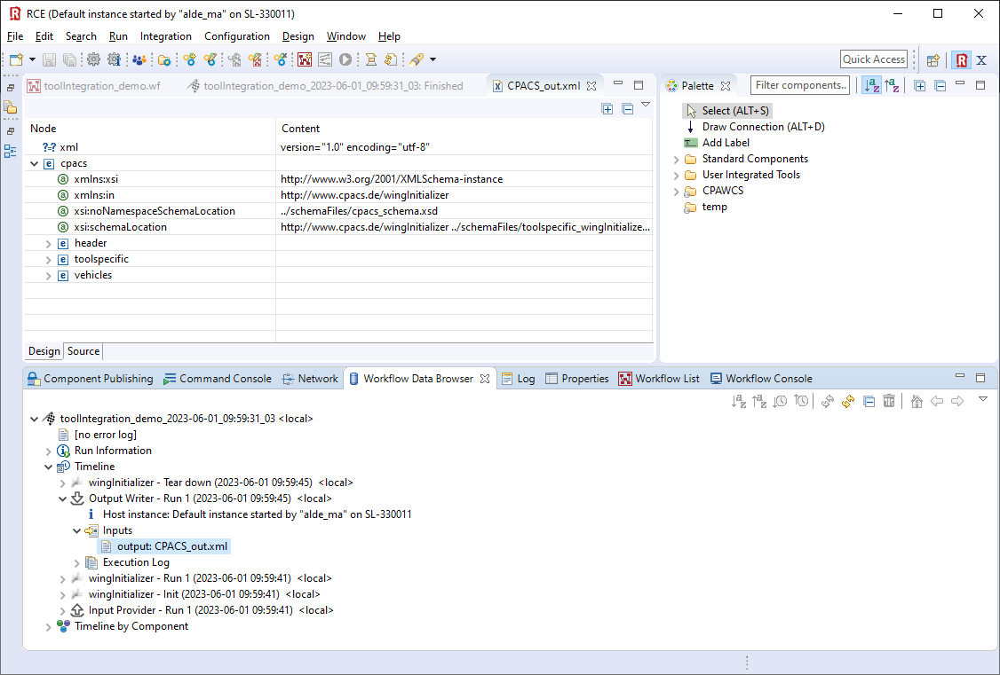 RCE (Default instance started by "alde_ma" on SL-330011)
File Edit Search Run Integration Configuration Design Window Help
Quick Access
toolIntegration_demo.wf
toolIntegration_demo_2023-06-01_09:59:31_03: Finished
CPACS_out.xml
Node Content
xml version="1.0" encoding="utf-8"
cpacs
xmlns:xsi http://www.w3.org/2001/XMLSchema-instance
xmlns:in http://www.cpacs.de/wingInitializer
xsi:noNamespaceSchemaLocation ../schemaFiles/cpacs_schema.xsd
xsi:schemaLocation http://www.cpacs.de/wingInitializer ../schemaFiles/toolspecific_wingInitialize...
header
toolspecific
vehicles
Design Source
Palette
Filter components..
Select (ALT+S)
Draw Connection (ALT+D)
Add Label
Standard Components
User Integrated Tools
CPAWCS
temp
Component Publishing Command Console Network Workflow Data Browser Log Properties Workflow List Workflow Console
toolIntegration_demo_2023-06-01_09:59:31_03 <local>
[no error log]
Run Information
Timeline
wingInitializer - Tear down (2023-06-01 09:59:45) <local>
Output Writer - Run 1 (2023-06-01 09:59:45) <local>
Host instance: Default instance started by "alde_ma" on SL-330011
Inputs
output: CPACS_out.xml
Execution Log
wingInitializer - Run 1 (2023-06-01 09:59:41) <local>
wingInitializer - Init (2023-06-01 09:59:41) <local>
Input Provider - Run 1 (2023-06-01 09:59:41) <local>
Timeline by Component